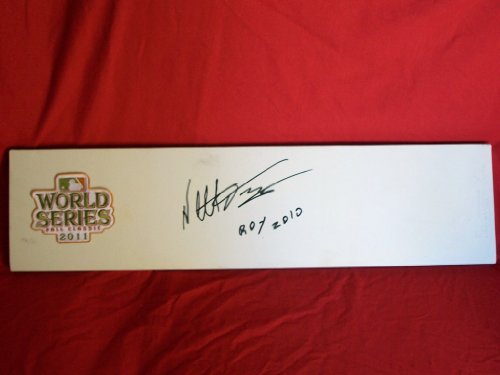 WORLD
SERIES
FALL CLASSIC
2011
ROY 2010